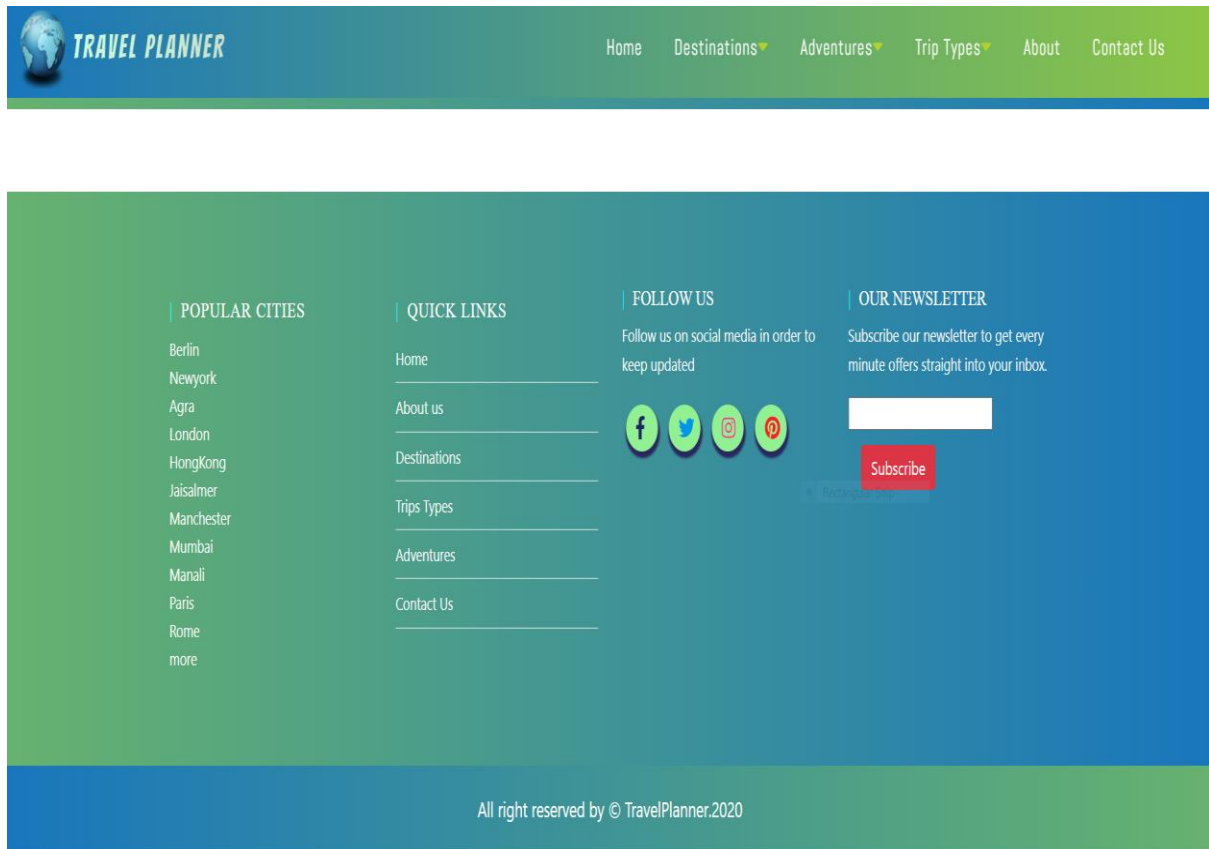 TRAVEL PLANNER
Home Destinations Adventures Trip Types About Contact Us
POPULAR CITIES
Berlin
Newyork
Agra
London
HongKong
Jaisalmer
Manchester
Mumbai
Manali
Paris
Rome
more
QUICK LINKS
Home
About us
Destinations
Trips Types
Adventures
Contact Us
FOLLOW US
Follow us on social media in order to
keep updated
OUR NEWSLETTER
Subscribe our newsletter to get every
minute offers straight into your inbox.
Subscribe
All right reserved by © TravelPlanner.2020